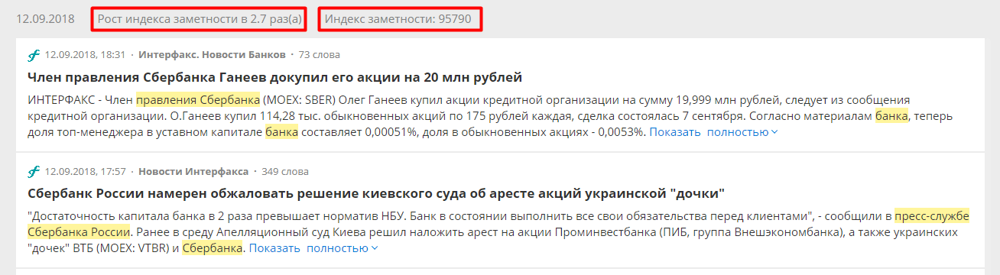 12.09.2018 Рост индекса заметности в 2.7 раз(а) Индекс заметности: 95790
12.09.2018, 18:31 · Интерфакс. Новости Банков · 73 слова
Член правления Сбербанка Ганеев докупил его акции на 20 млн рублей
ИНТЕРФАКС - Член правления Сбербанка (MOEX: SBER) Олег Ганеев купил акции кредитной организации на сумму 19,999 млн рублей, следует из сообщения
кредитной организации. О.Ганеев купил 114,28 тыс. обыкновенных акций по 175 рублей каждая, сделка состоялась 7 сентября. Согласно материалам банка, теперь
доля топ-менеджера в уставном капитале банка составляет 0,00051%, доля в обыкновенных акциях - 0,0053%. Показать полностью
12.09.2018, 17:57 · Новости Интерфакса · 349 слова
Сбербанк России намерен обжаловать решение киевского суда об аресте акций украинской "дочки"
"Достаточность капитала банка в 2 раза превышает норматив НБУ. Банк в состоянии выполнить все свои обязательства перед клиентами", - сообщили в пресс-службе
Сбербанка России. Ранее в среду Апелляционный суд Киева решил наложить арест на акции Проминвестбанка (ПИБ, группа Внешэкономбанка), а также украинских
"дочек" ВТБ (MOEX: VTBR) и Сбербанка. Показать полностью